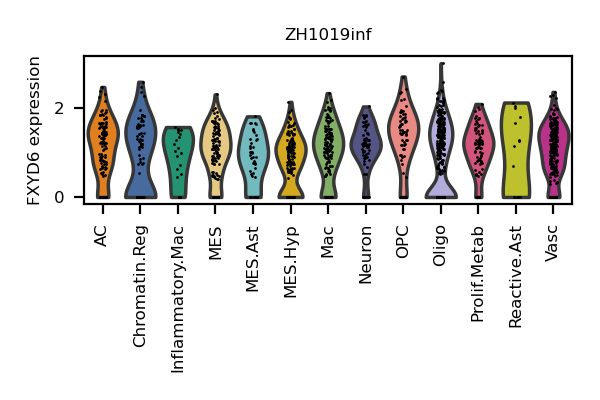 ZH1019inf
FXYD6 expression
2
0
AC
Chromatin.Reg
Inflammatory.Mac
MES
MES.Ast
MES.Hyp
Mac
Neuron
OPC
Oligo
Prolif.Metab
Reactive.Ast
Vasc